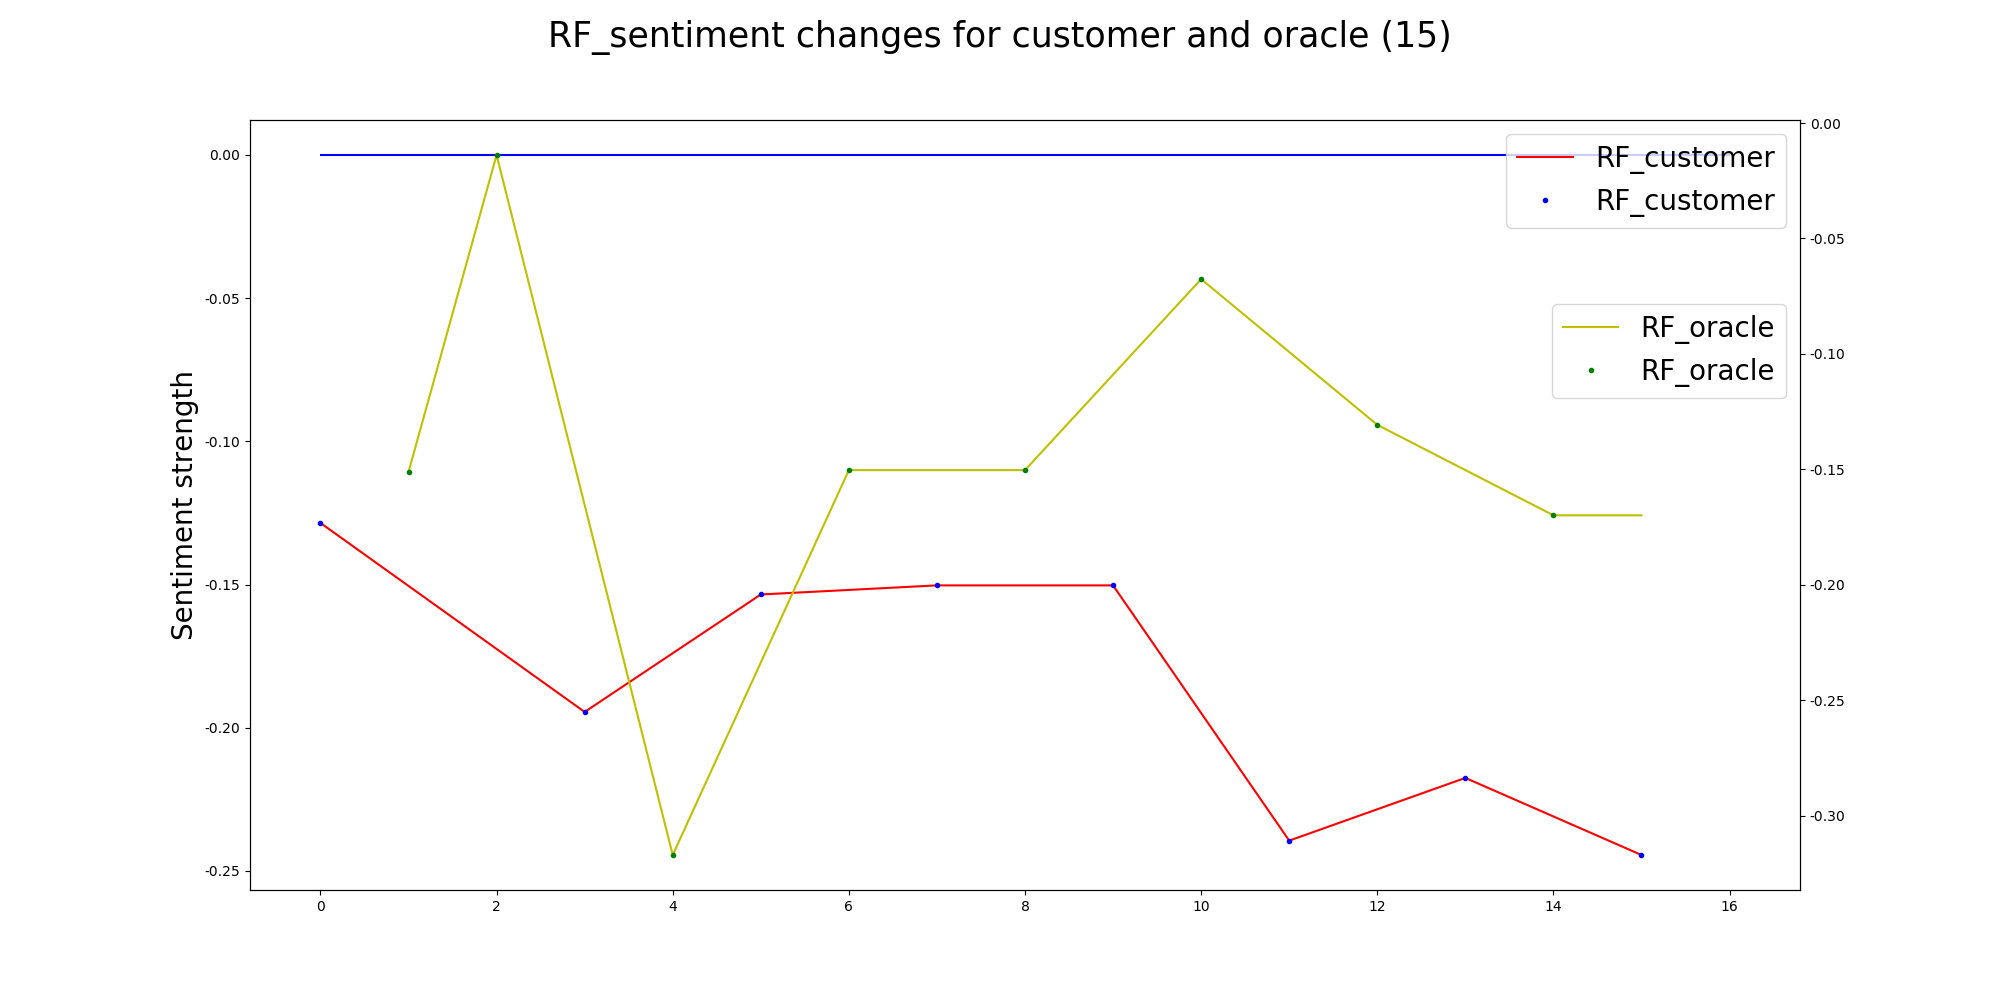 RF_sentiment changes for customer and oracle (15)
Sentiment strength
0.00
-0.05
-0.10
-0.15
-0.20
-0.25
0 2 4 6 8 10 12 14 16
0.00
-0.05
-0.10
-0.15
-0.20
-0.25
-0.30
RF_customer
RF_customer
RF_oracle
RF_oracle